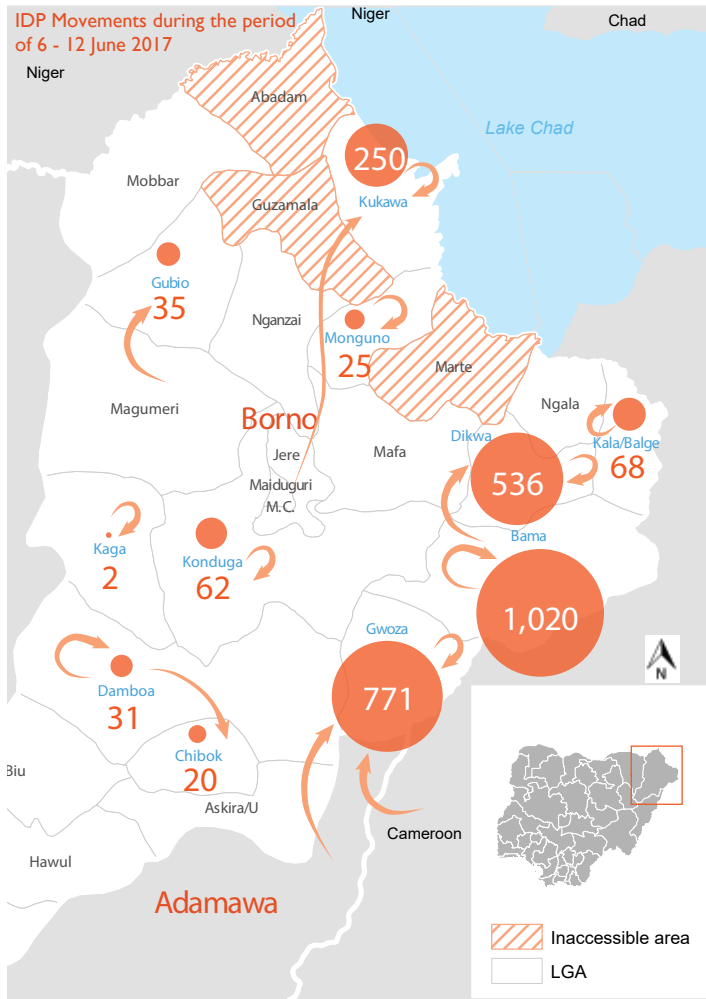 IDP Movements during the period
of 6 - 12 June 2017
Niger
Chad
Niger
Abadam
Lake Chad
250
Mobbar
Guzamala
Kukawa
Gubio
35
Nganzai
Monguno
25
Marte
Magumeri
Borno
Ngala
Dikwa
Kala/Balge
68
Jere
Mafa
Maiduguri
M.C.
536
Bama
Kaga
2
Konduga
62
1,020
Gwoza
771
N
Damboa
31
Chibok
20
Biu
Askira/U
Cameroon
Hawul
Adamawa
Inaccessible area
LGA